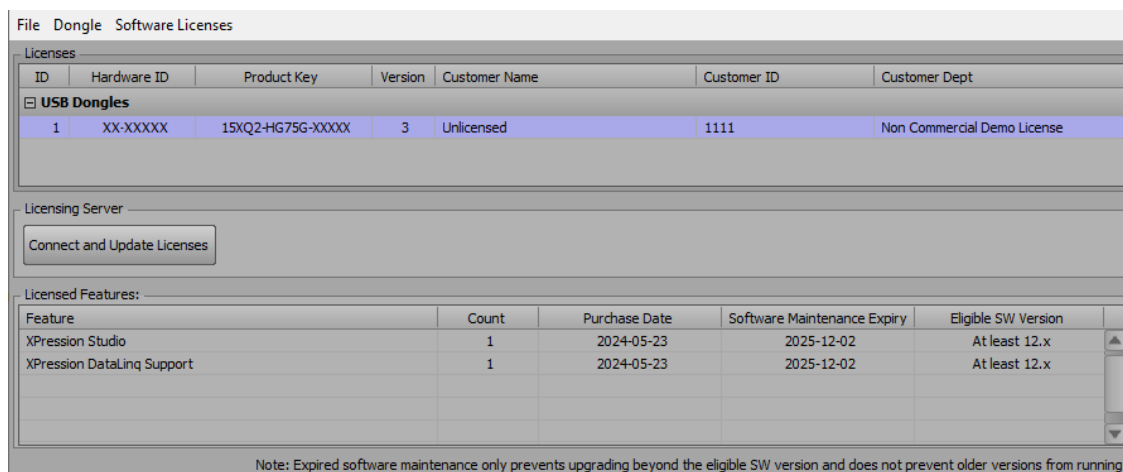 File Dongle Software Licenses
Licenses
ID Hardware ID Product Key Version Customer Name Customer ID Customer Dept
USB Dongles
1 XX-XXXXX 15XQ2-HG75G-XXXXX 3 Unlicensed 1111 Non Commercial Demo License
Licensing Server
Connect and Update Licenses
Licensed Features:
Feature Count Purchase Date Software Maintenance Expiry Eligible SW Version
XPression Studio 1 2024-05-23 2025-12-02 At least 12.x
XPression DataLinq Support 1 2024-05-23 2025-12-02 At least 12.x
Note: Expired software maintenance only prevents upgrading beyond the eligible SW version and does not prevent older versions from running